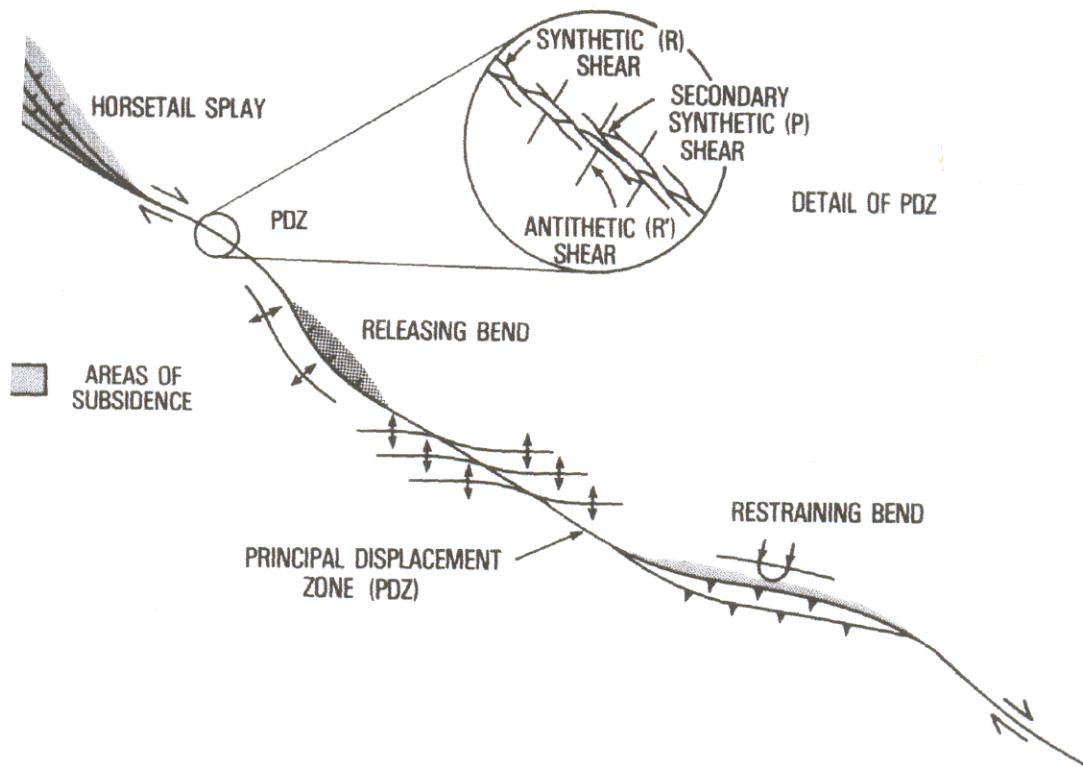 SYNTHETIC (R)
SHEAR
HORSETAIL SPLAY
SECONDARY
SYNTHETIC (P)
SHEAR
PDZ
DETAIL OF PDZ
ANTITHETIC (R')
SHEAR
RELEASING BEND
AREAS OF
SUBSIDENCE
RESTRAINING BEND
PRINCIPAL DISPLACEMENT
ZONE (PDZ)